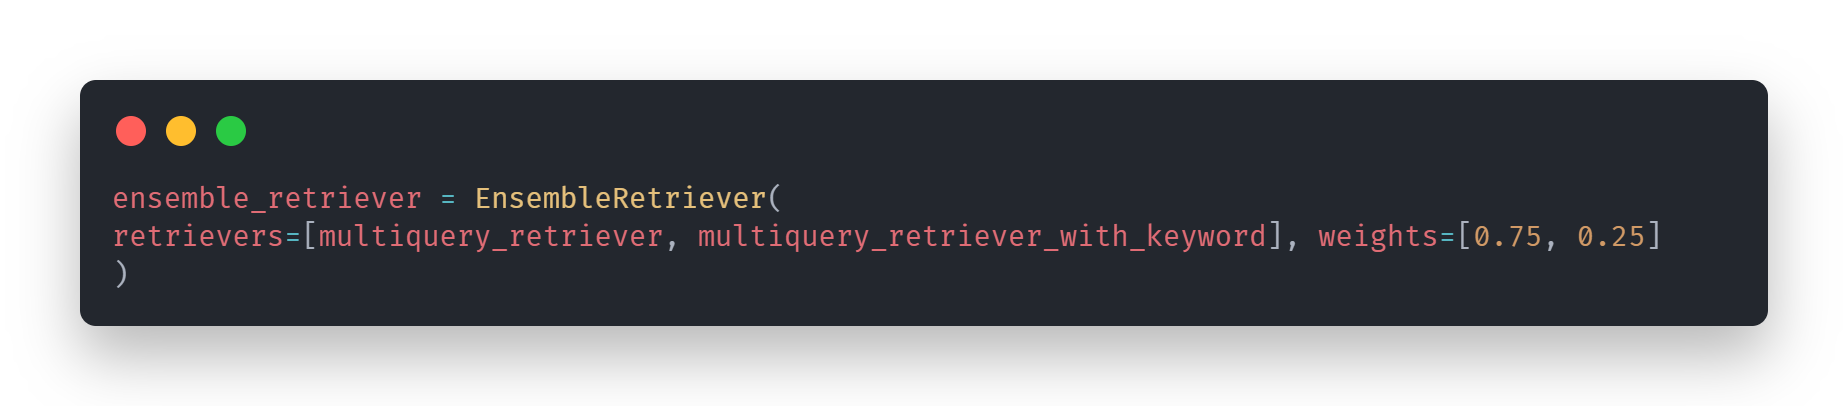 ensemble_retriever = EnsembleRetriever(
retrievers=[multiquery_retriever, multiquery_retriever_with_keyword], weights=[0.75, 0.25]
)